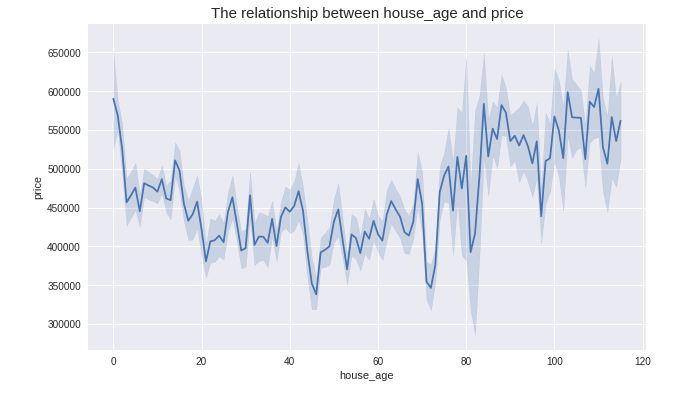 The relationship between house_age and price
650000
600000
550000
500000
450000
400000
350000
300000
price
0 20 40 60 80 100 120
house_age